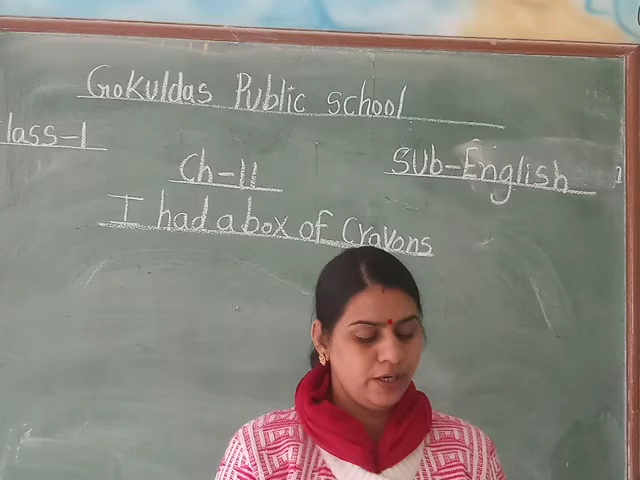 Gokuldas Public school
lass-1
Ch-11
Sub-English
I had a box of Crayons